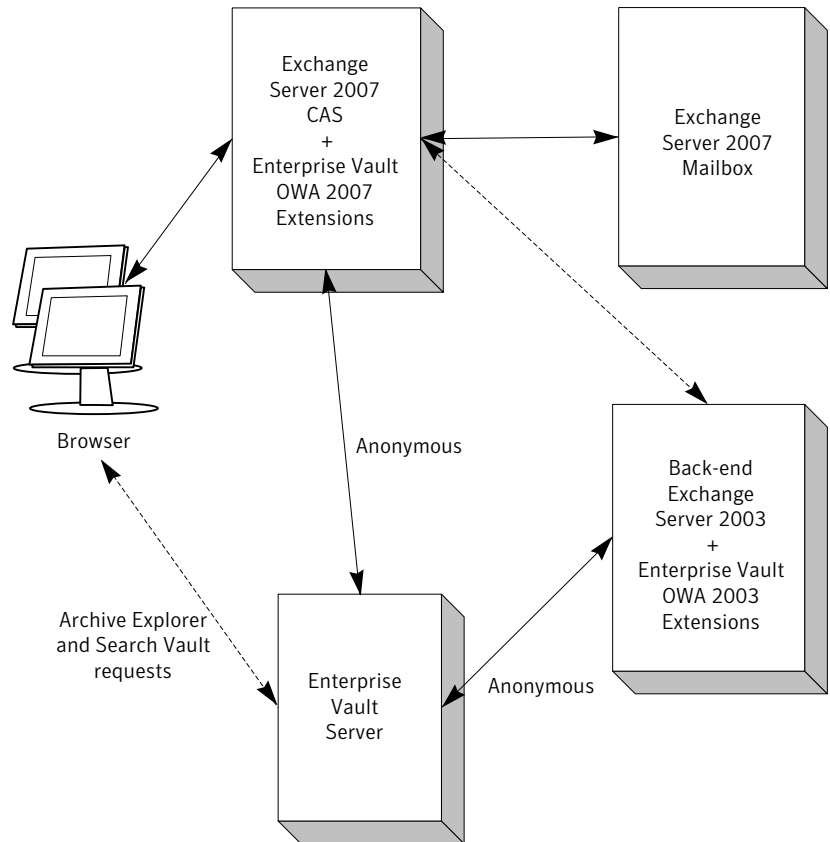 Exchange
Server 2007
CAS
+
Enterprise Vault
OWA 2007
Extensions
Exchange
Server 2007
Mailbox
Browser
Anonymous
Back-end
Exchange
Server 2003
+
Enterprise Vault
OWA 2003
Extensions
Archive Explorer
and Search Vault
requests
Enterprise
Vault
Server
Anonymous